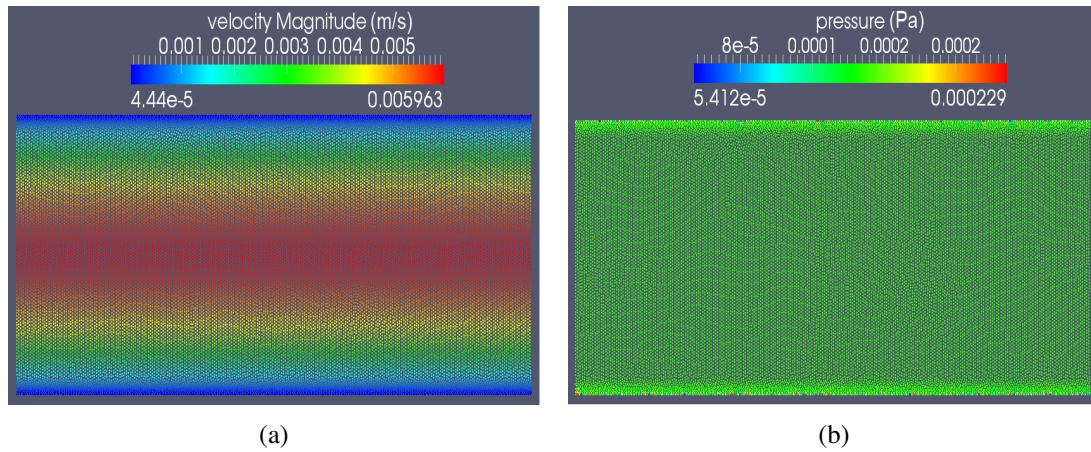 velocity Magnitude (m/s)
0.001 0.002 0.003 0.004 0.005
4.44e-5 0.005963
pressure (Pa)
8e-5 0.0001 0.0002 0.0002
5.412e-5 0.000229
(a)
(b)